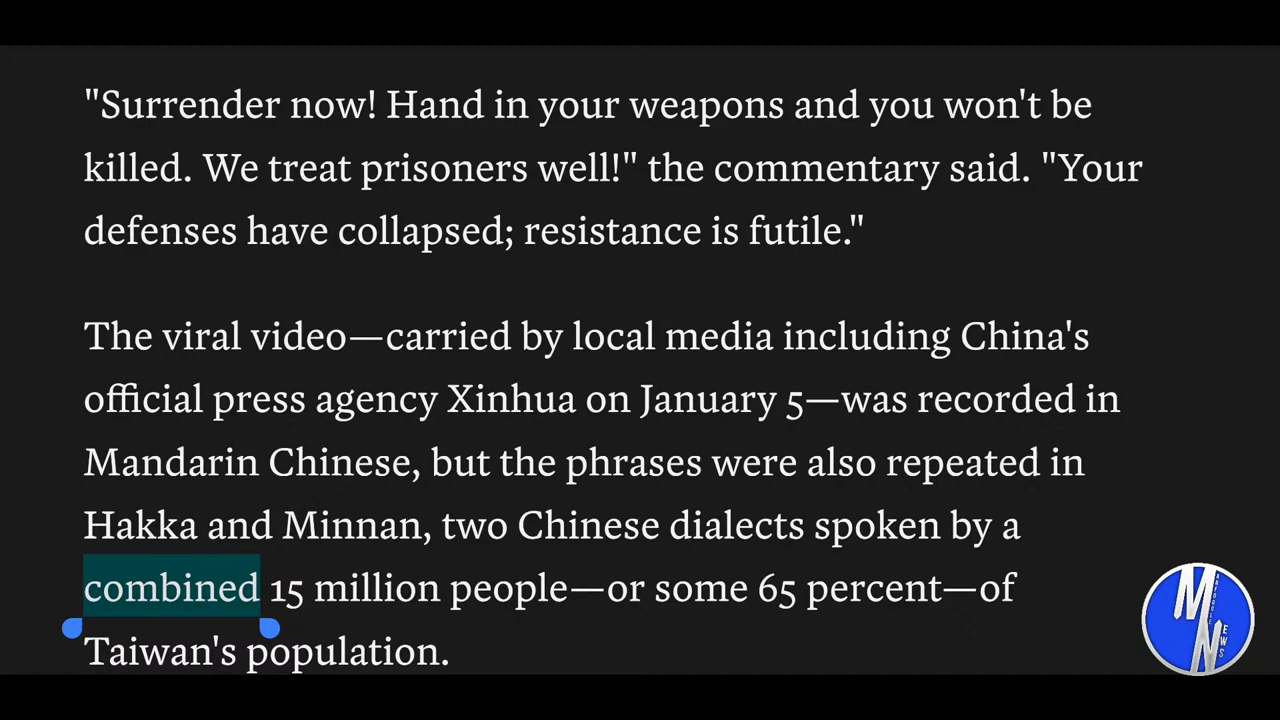 "Surrender now! Hand in your weapons and you won't be
killed. We treat prisoners well!" the commentary said. "Your
defenses have collapsed; resistance is futile."
The viral video—carried by local media including China's
official press agency Xinhua on January 5—was recorded in
Mandarin Chinese, but the phrases were also repeated in
Hakka and Minnan, two Chinese dialects spoken by a
combined 15 million people—or some 65 percent—of
Taiwan's population.